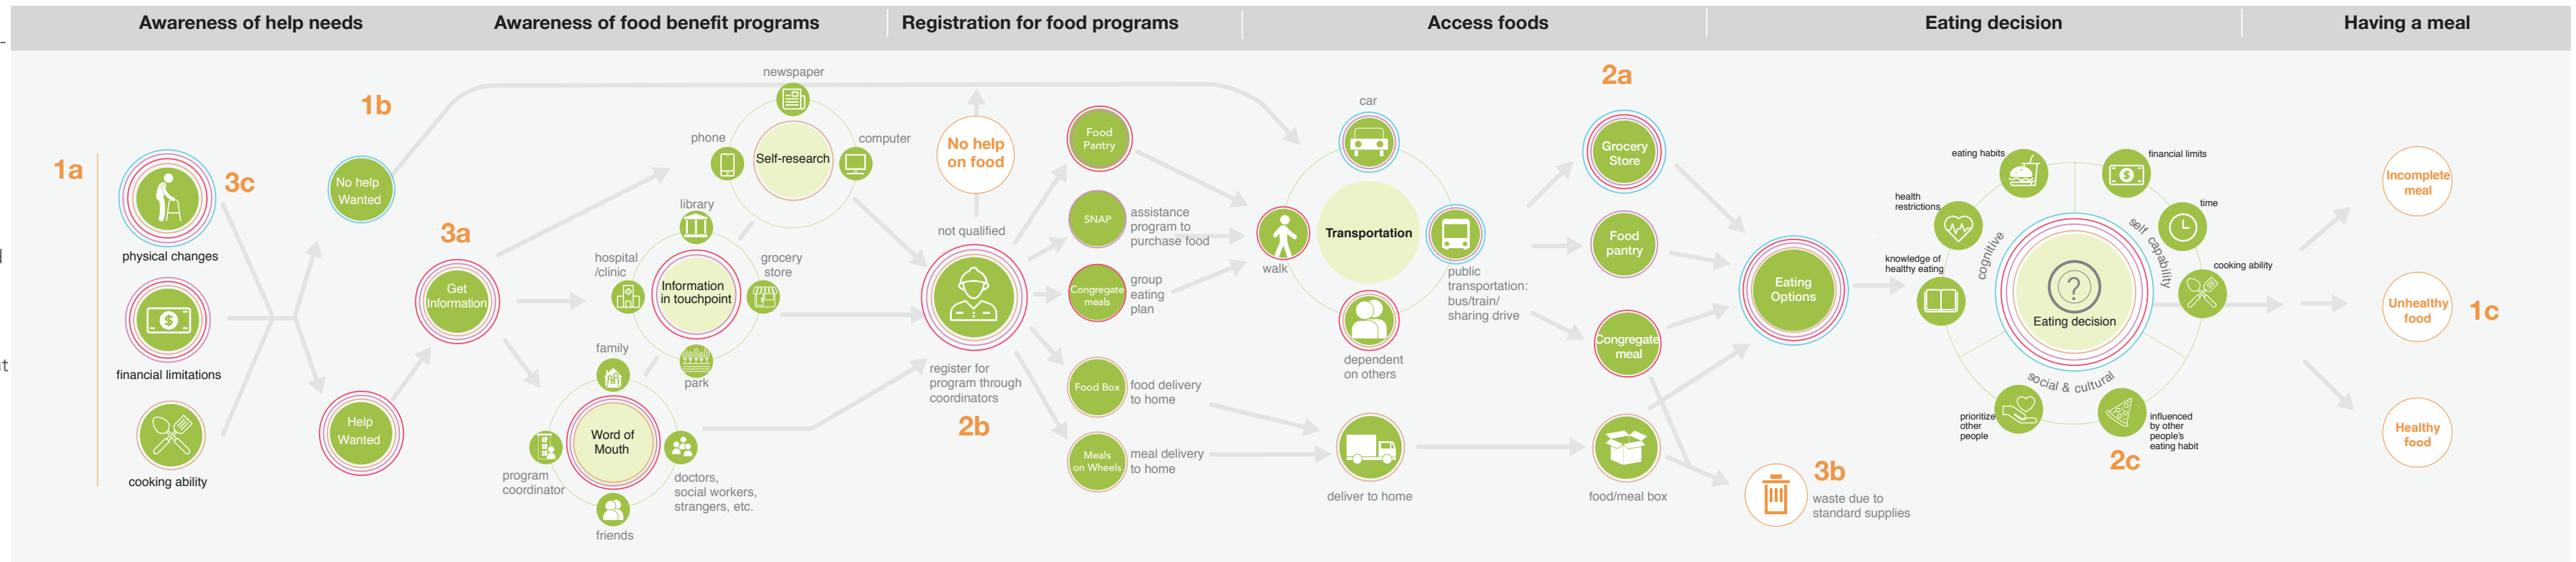 Awareness of help needs
Awareness of food benefit programs
Registration for food programs
Access foods
Eating decision
Having a meal
1a
physical changes
3c
financial limitations
cooking ability
1b
No help
Wanted
Help
Wanted
3a
Get
Information
newspaper
phone
computer
Self-research
library
hospital
/clinic
grocery
store
Information
in touchpoint
park
family
Word of
Mouth
program
coordinator
doctors,
social workers,
strangers, etc.
friends
No help
on food
not qualified
register for
program through
coordinators
2b
Food
Pantry
SNAP
assistance
program to
purchase food
Congregate
meals
group
eating
plan
Food Box
food delivery
to home
Meals
on Wheels
meal delivery
to home
car
Transportation
walk
public
transportation:
bus/train/
sharing drive
dependent
on others
deliver to home
2a
Grocery
Store
Food
pantry
Congregate
meal
food/meal box
Eating
Options
3b
waste due to
standard supplies
eating habits
financial limits
health
restrictions
time
knowledge of
healthy eating
cooking ability
cognitive
self capability
social & cultural
?
Eating decision
prioritize
other
people
influenced
by other
people's
eating habit
2c
Incomplete
meal
Unhealthy
food
1c
Healthy
food